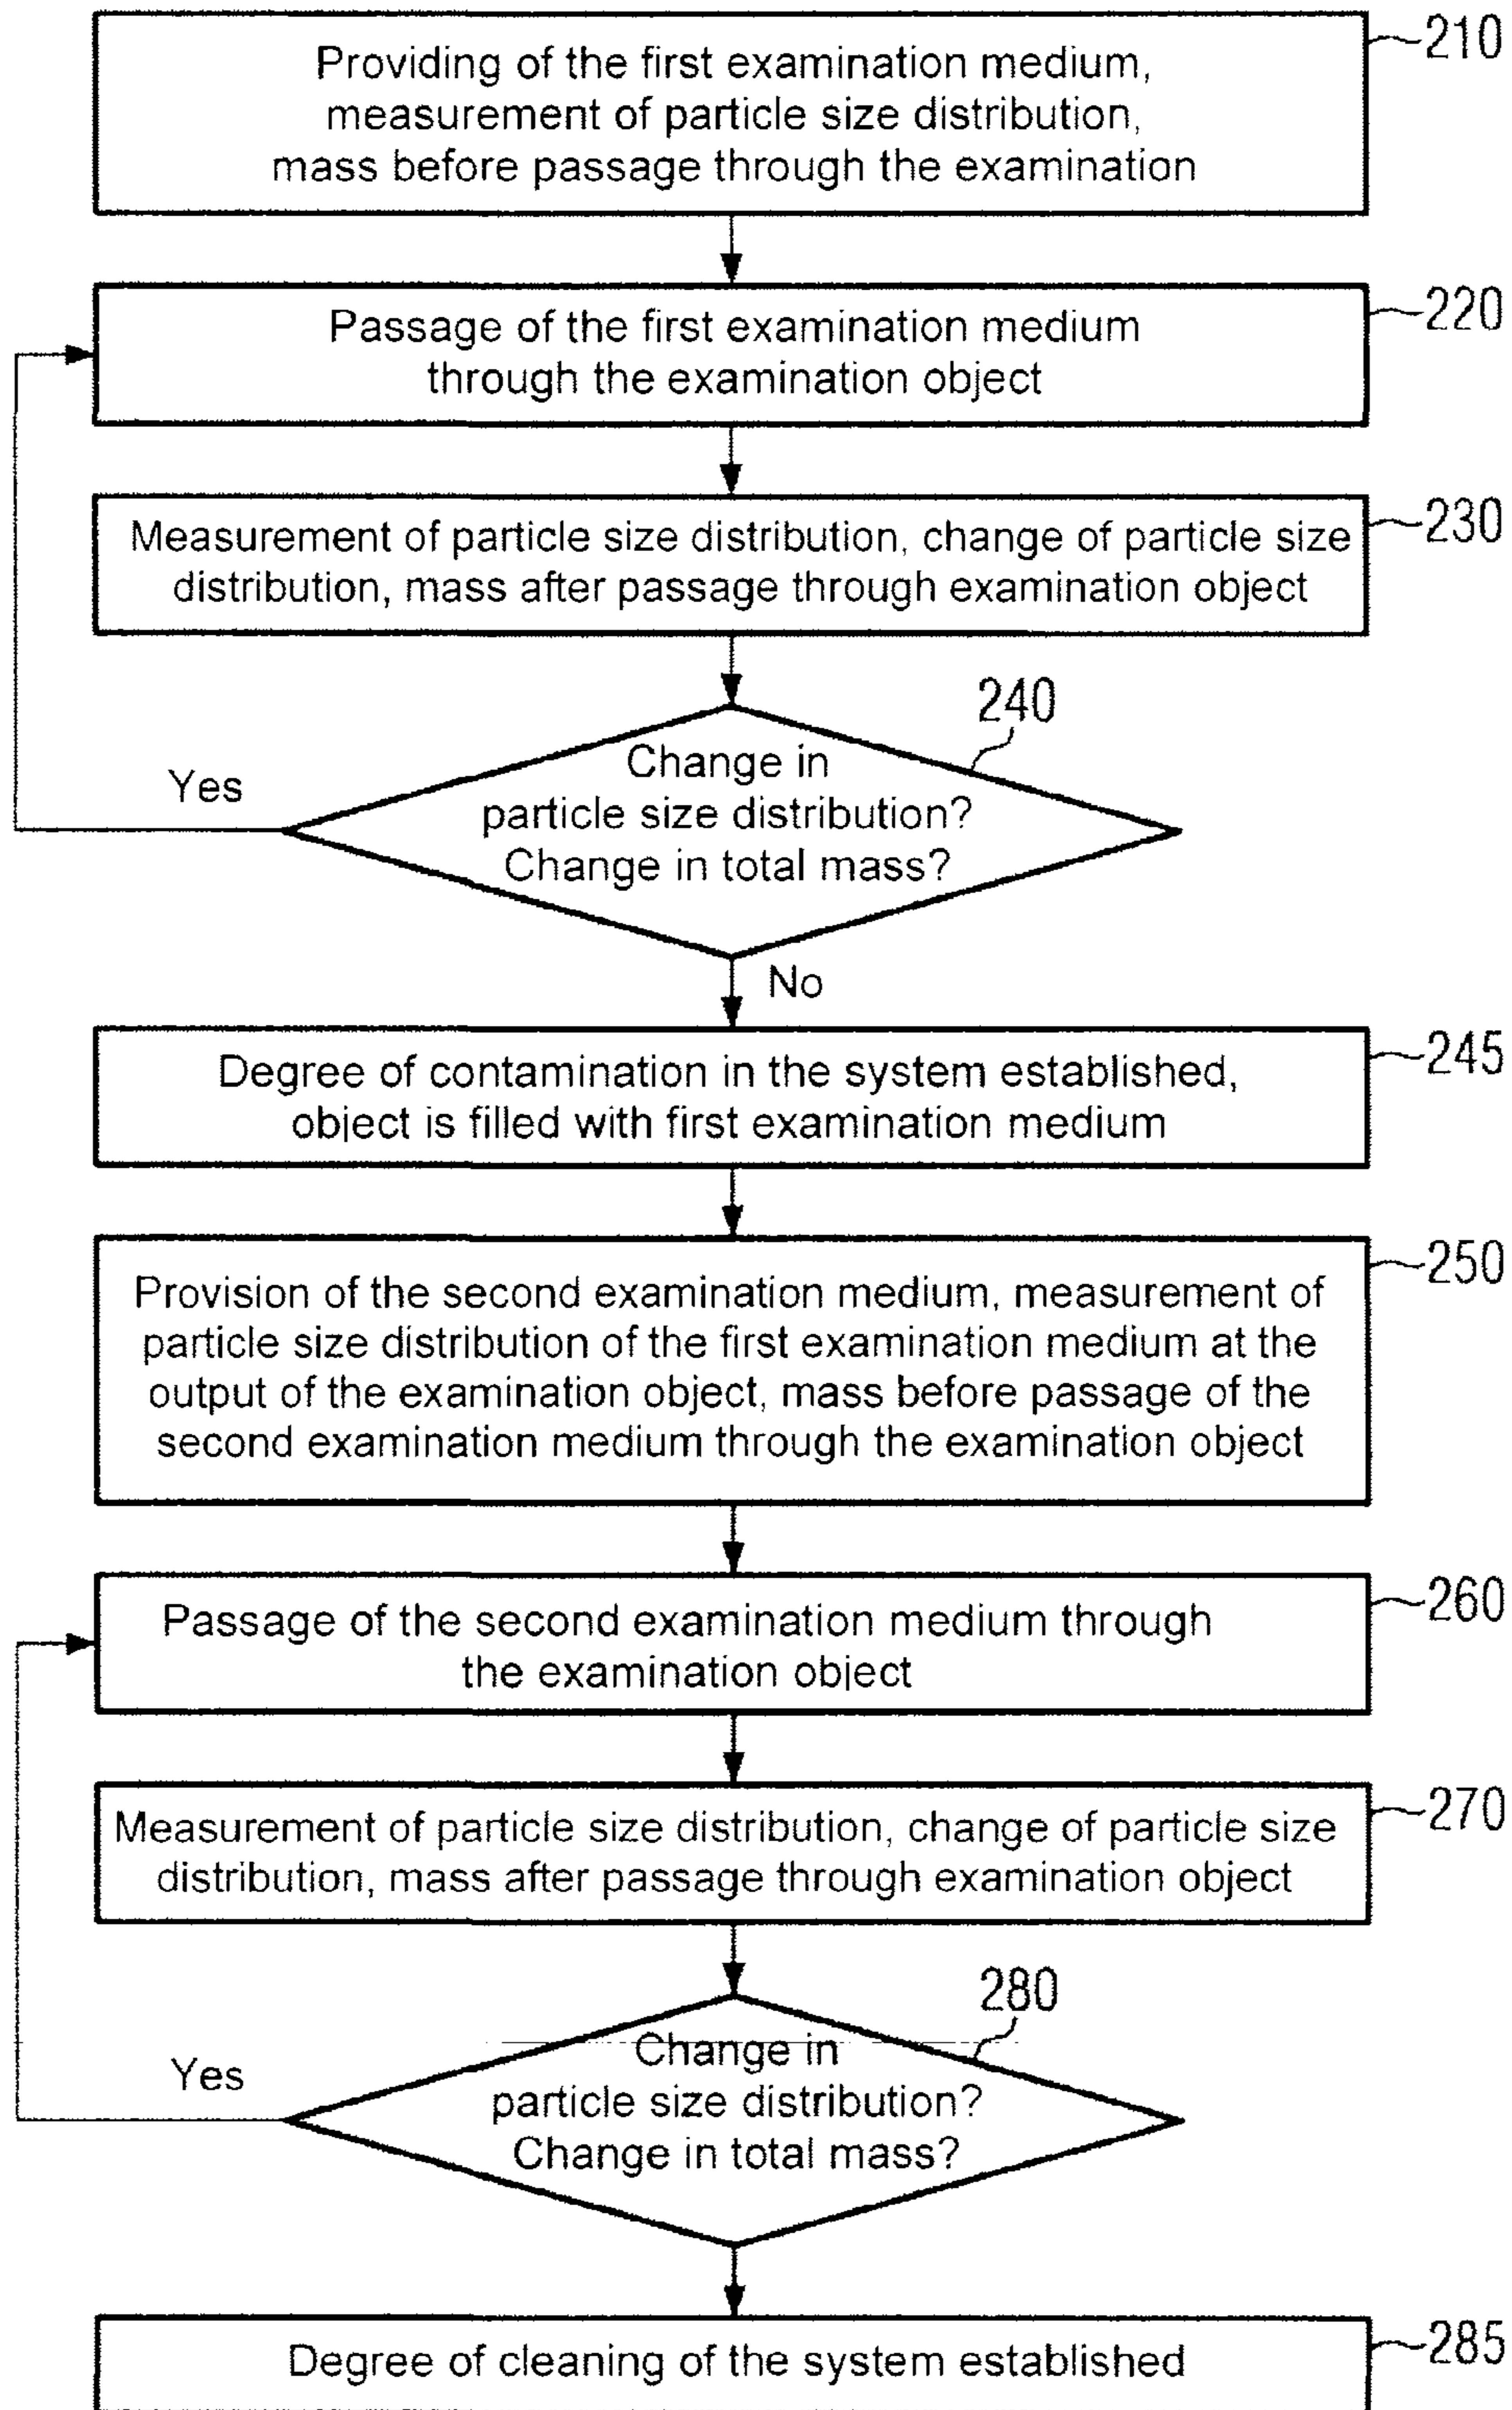 Providing of the first examination medium,
measurement of particle size distribution,
mass before passage through the examination
210
Passage of the first examination medium
through the examination object
220
Measurement of particle size distribution, change of particle size
distribution, mass after passage through examination object
230
240
Change in
particle size distribution?
Change in total mass?
Yes
No
Degree of contamination in the system established,
object is filled with first examination medium
245
Provision of the second examination medium, measurement of
particle size distribution of the first examination medium at the
output of the examination object, mass before passage of the
second examination medium through the examination object
250
Passage of the second examination medium through
the examination object
260
Measurement of particle size distribution, change of particle size
distribution, mass after passage through examination object
270
280
Change in
particle size distribution?
Change in total mass?
Yes
Degree of cleaning of the system established
285